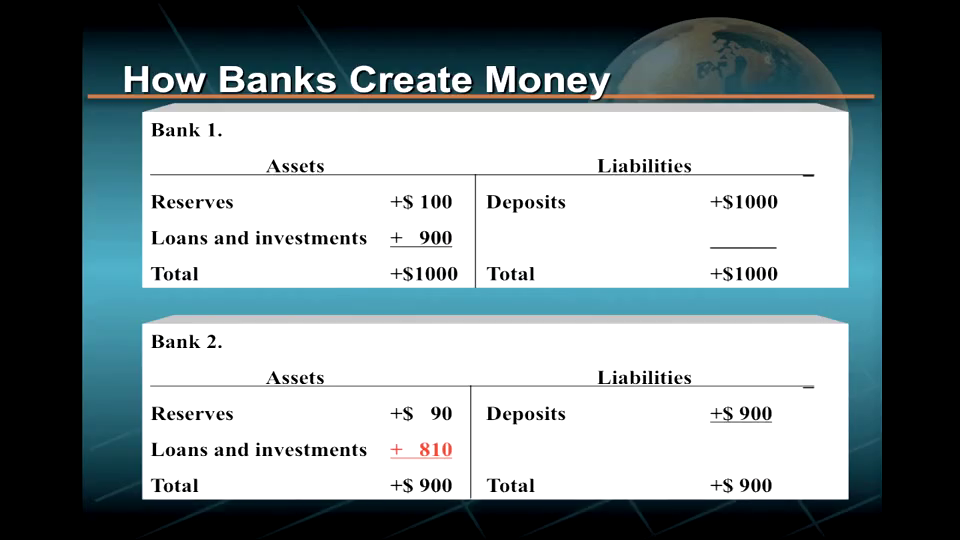 How Banks Create Money
Bank 1.
Assets Liabilities
Reserves +$ 100 Deposits +$1000
Loans and investments + 900
Total +$1000 Total +$1000
Bank 2.
Assets Liabilities
Reserves +$ 90 Deposits +$ 900
Loans and investments + 810
Total +$ 900 Total +$ 900